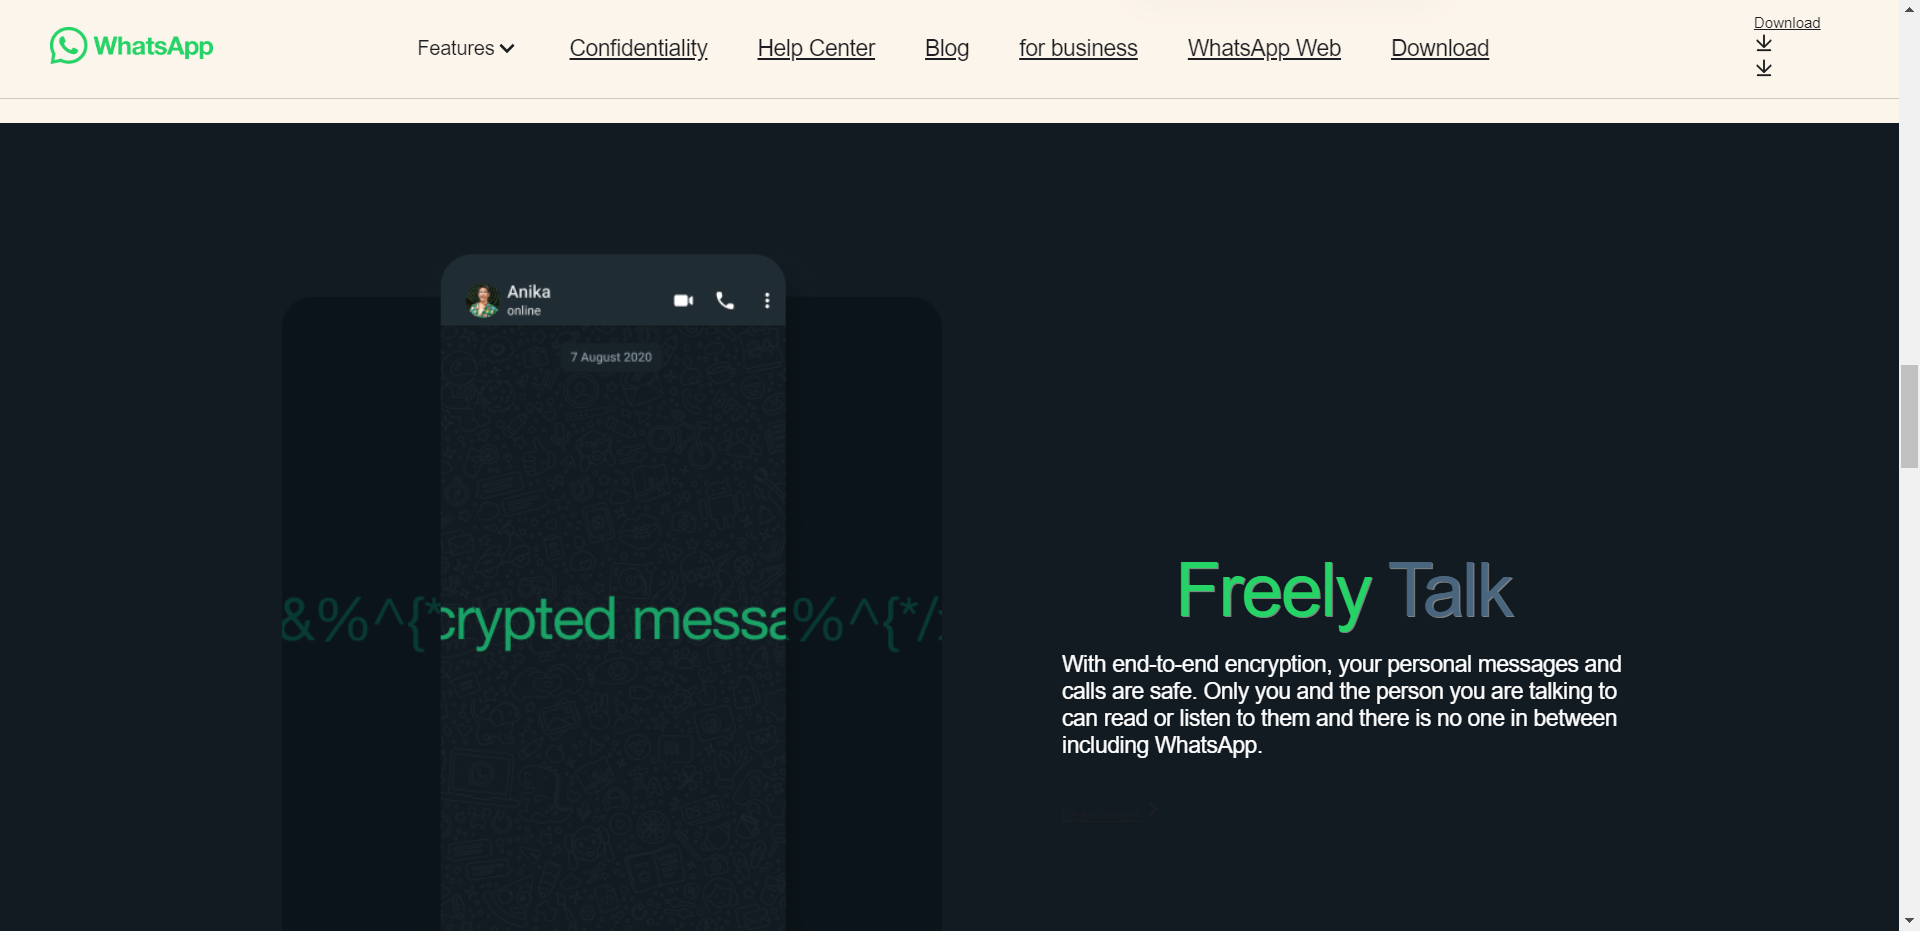 WhatsApp
Features
Confidentiality
Help Center
Blog
for business
WhatsApp Web
Download
Download
Anika
online
7 August 2020
&%^{*crypted messa%^{*/
Freely Talk
With end-to-end encryption, your personal messages and
calls are safe. Only you and the person you are talking to
can read or listen to them and there is no one in between
including WhatsApp.